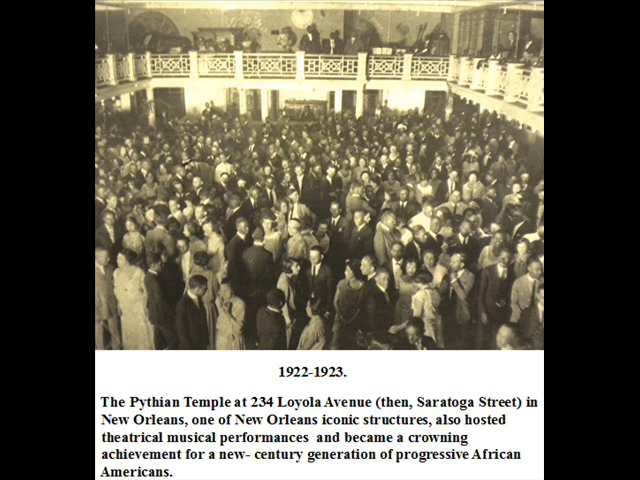 1922-1923.
The Pythian Temple at 234 Loyola Avenue (then, Saratoga Street) in
New Orleans, one of New Orleans iconic structures, also hosted
theatrical musical performances and became a crowning
achievement for a new- century generation of progressive African
Americans.